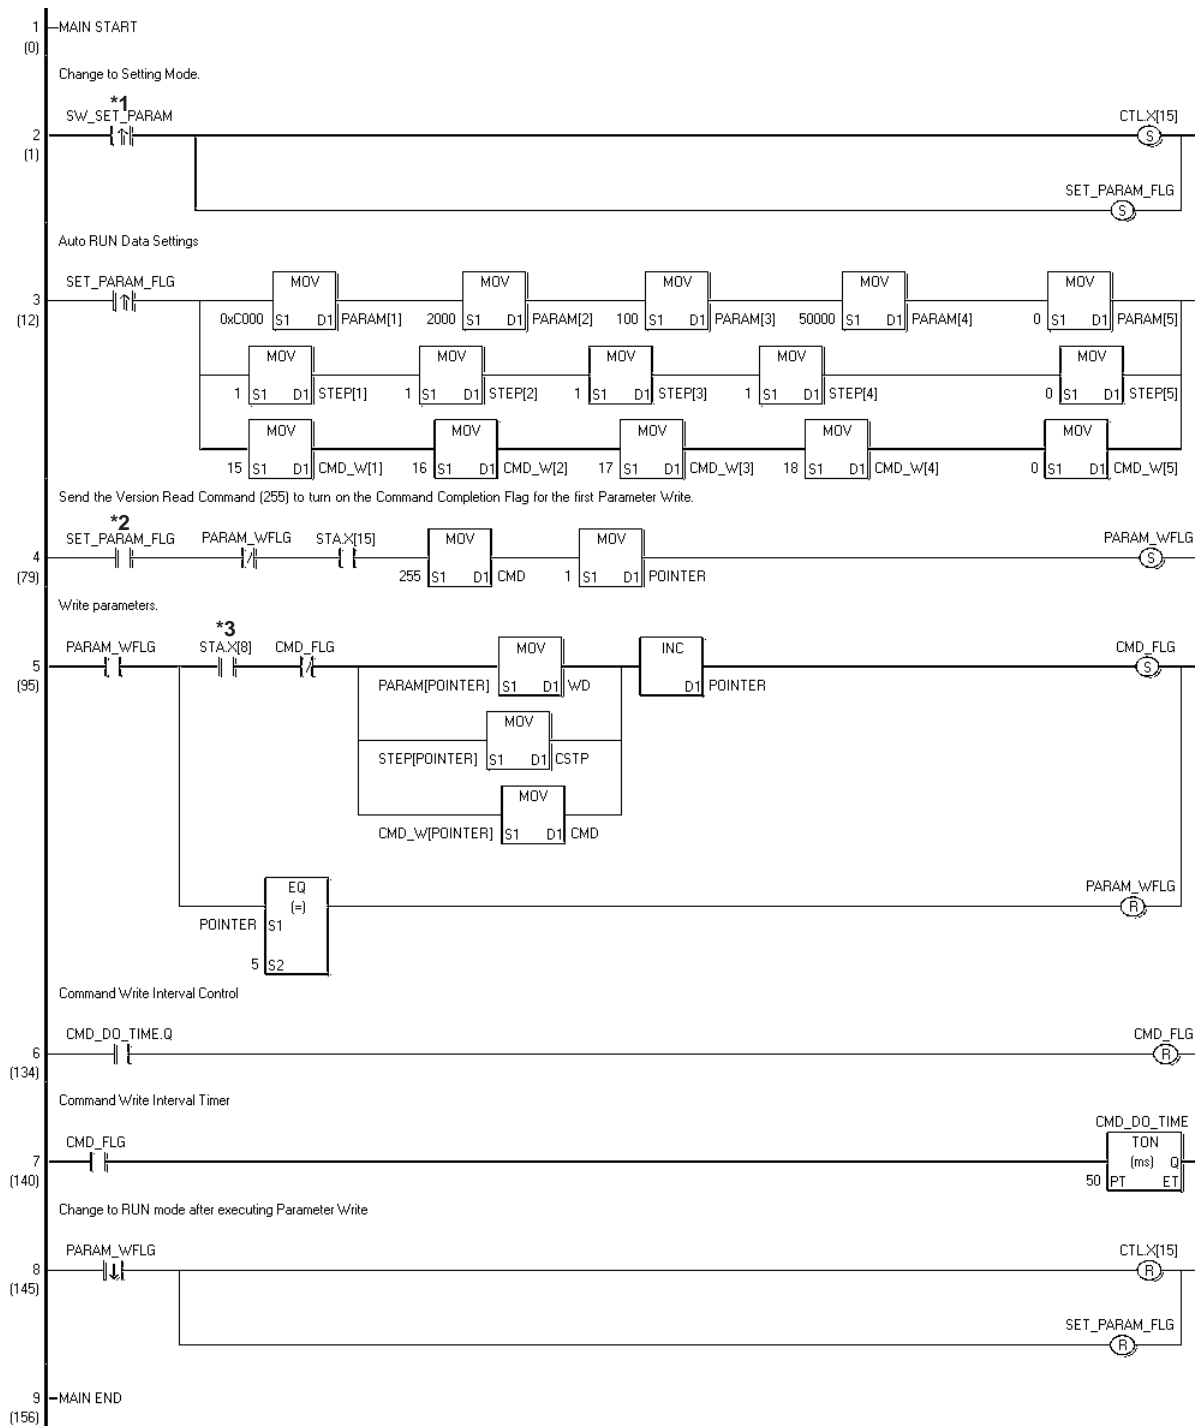 1 MAIN START
(0)
Change to Setting Mode.
*1
SW_SET_PARAM CTL.X[15]
2 S
(1)
SET_PARAM_FLG
S
Auto RUN Data Settings
SET_PARAM_FLG MOV MOV MOV MOV MOV
3
(12) 0xC000 S1 D1 PARAM[1] 2000 S1 D1 PARAM[2] 100 S1 D1 PARAM[3] 50000 S1 D1 PARAM[4] 0 S1 D1 PARAM[5]
MOV MOV MOV MOV MOV
1 S1 D1 STEP[1] 1 S1 D1 STEP[2] 1 S1 D1 STEP[3] 1 S1 D1 STEP[4] 0 S1 D1 STEP[5]
MOV MOV MOV MOV MOV
15 S1 D1 CMD_W[1] 16 S1 D1 CMD_W[2] 17 S1 D1 CMD_W[3] 18 S1 D1 CMD_W[4] 0 S1 D1 CMD_W[5]
Send the Version Read Command (255) to turn on the Command Completion Flag for the first Parameter Write.
*2
SET_PARAM_FLG PARAM_WFLG STA.X[15] MOV MOV PARAM_WFLG
4 S
(79) 255 S1 D1 CMD 1 S1 D1 POINTER
Write parameters.
*3
PARAM_WFLG STA.X[8] CMD_FLG MOV INC CMD_FLG
5 S
(95) PARAM[POINTER] S1 D1 WD D1 POINTER
MOV
STEP[POINTER] S1 D1 CSTP
MOV
CMD_W[POINTER] S1 D1 CMD
EQ PARAM_WFLG
(=) R
POINTER S1
5 S2
Command Write Interval Control
CMD_DO_TIME.Q CMD_FLG
6 R
(134)
Command Write Interval Timer
CMD_DO_TIME
CMD_FLG TON
7 (ms) Q
(140) 50 PT ET
Change to RUN mode after executing Parameter Write
PARAM_WFLG CTL.X[15]
8 R
(145)
SET_PARAM_FLG
R
9 MAIN END
(156)